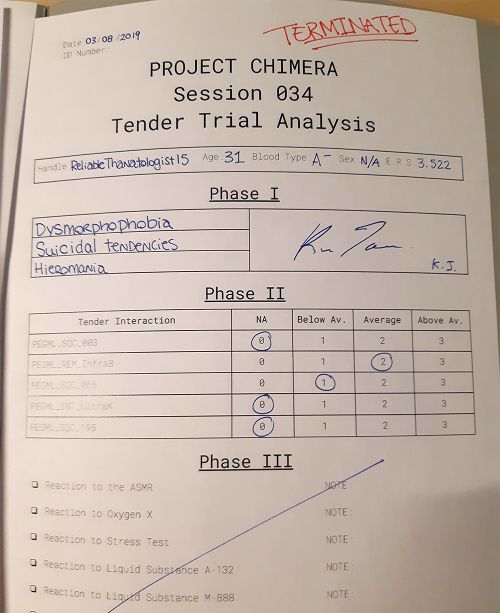 TERMINATED
Date 03/08/2019
ID Number:
PROJECT CHIMERA
Session 034
Tender Trial Analysis
Handle ReliableThanatologist15 Age: 31 Blood Type A- Sex: N/A E R S: 3.522
Phase I
Dysmorphophobia
Suicidal tendencies
Hieromania
K.J.
Phase II
Tender Interaction NA Below Av. Average Above Av.
PEGML_SQC_003 0 1 2 3
PEGML_REM_InfraB 0 1 2 3
PEGML_SQC_066 0 1 2 3
PEGML_INT_UltraK 0 1 2 3
PEGML_SQC_195 0 1 2 3
Phase III
Reaction to the ASMR NOTE:
Reaction to Oxygen X NOTE:
Reaction to Stress Test NOTE:
Reaction to Liquid Substance A-132 NOTE:
Reaction to Liquid Substance M-888 NOTE: